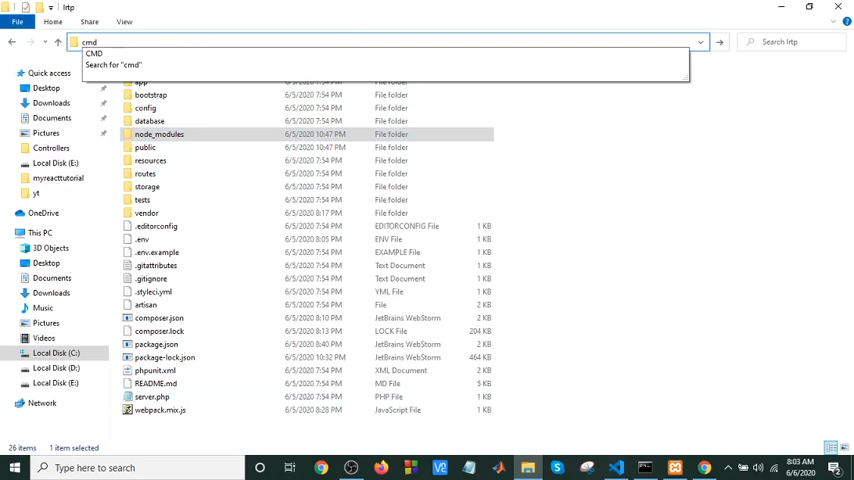 lrtp
File
Home
Share
View
cmd
Search lrtp
CMD
Search for "cmd"
Quick access
Desktop
Downloads
Documents
Pictures
Controllers
Local Disk (E:)
myreacttutorial
yt
OneDrive
This PC
3D Objects
Desktop
Documents
Downloads
Music
Pictures
Videos
Local Disk (C:)
Local Disk (D:)
Local Disk (E:)
Network
app 6/5/2020 7:54 PM File folder
bootstrap 6/5/2020 7:54 PM File folder
config 6/5/2020 7:54 PM File folder
database 6/5/2020 7:54 PM File folder
node_modules 6/5/2020 10:47 PM File folder
public 6/5/2020 10:47 PM File folder
resources 6/5/2020 7:54 PM File folder
routes 6/5/2020 7:54 PM File folder
storage 6/5/2020 7:54 PM File folder
tests 6/5/2020 7:54 PM File folder
vendor 6/5/2020 8:17 PM File folder
.editorconfig 6/5/2020 7:54 PM EDITORCONFIG File 1 KB
.env 6/5/2020 8:05 PM ENV File 1 KB
.env.example 6/5/2020 7:54 PM EXAMPLE File 1 KB
.gitattributes 6/5/2020 7:54 PM Text Document 1 KB
.gitignore 6/5/2020 7:54 PM Text Document 1 KB
.styleci.yml 6/5/2020 7:54 PM YML File 1 KB
artisan 6/5/2020 7:54 PM File 2 KB
composer.json 6/5/2020 8:10 PM JetBrains WebStorm 2 KB
composer.lock 6/5/2020 8:13 PM LOCK File 204 KB
package.json 6/5/2020 8:40 PM JetBrains WebStorm 2 KB
package-lock.json 6/5/2020 10:32 PM JetBrains WebStorm 464 KB
phpunit.xml 6/5/2020 7:54 PM XML Document 2 KB
README.md 6/5/2020 7:54 PM MD File 5 KB
server.php 6/5/2020 7:54 PM PHP File 1 KB
webpack.mix.js 6/5/2020 8:28 PM JavaScript File 1 KB
22 items 1 item selected
Type here to search
8:03 AM
6/6/2020
2